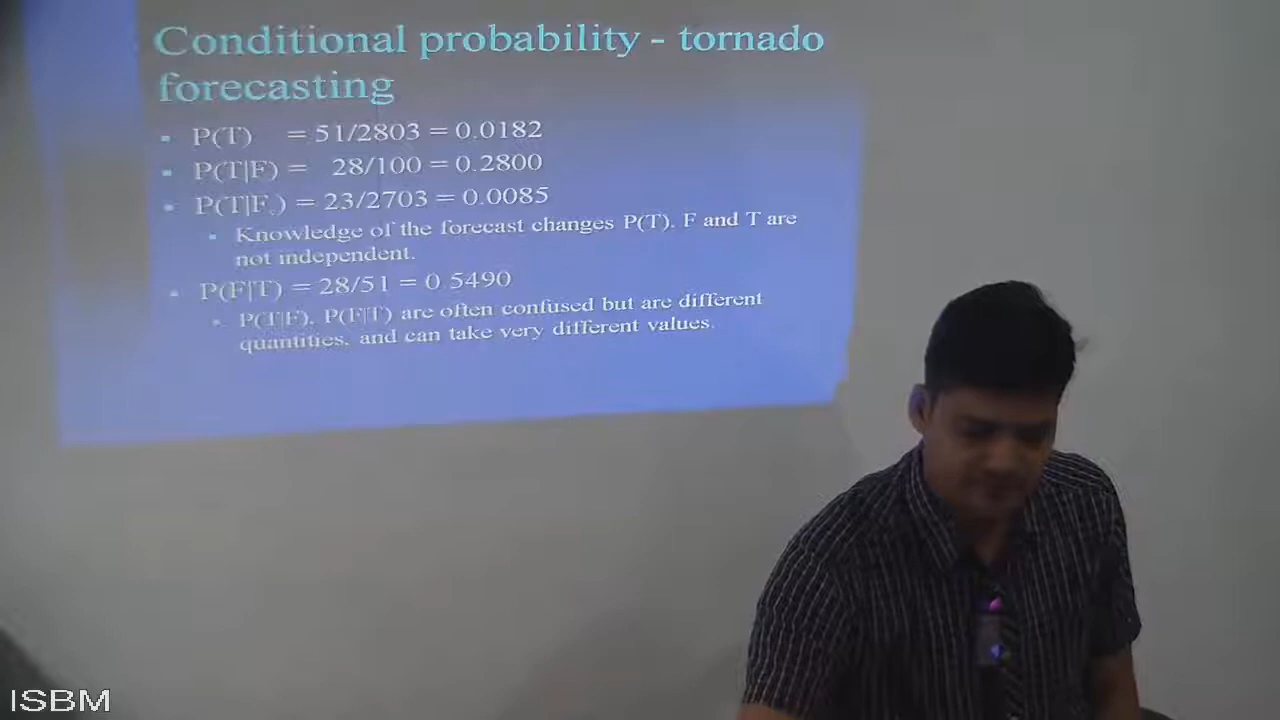 Conditional probability - tornado
forecasting
P(T) = 51/2803 = 0.0182
P(T|F) = 28/100 = 0.2800
P(T|Fc) = 23/2703 = 0.0085
Knowledge of the forecast changes P(T). F and T are
not independent.
P(F|T) = 28/51 = 0.5490
P(T|F), P(F|T) are often confused but are different
quantities, and can take very different values.
ISBM